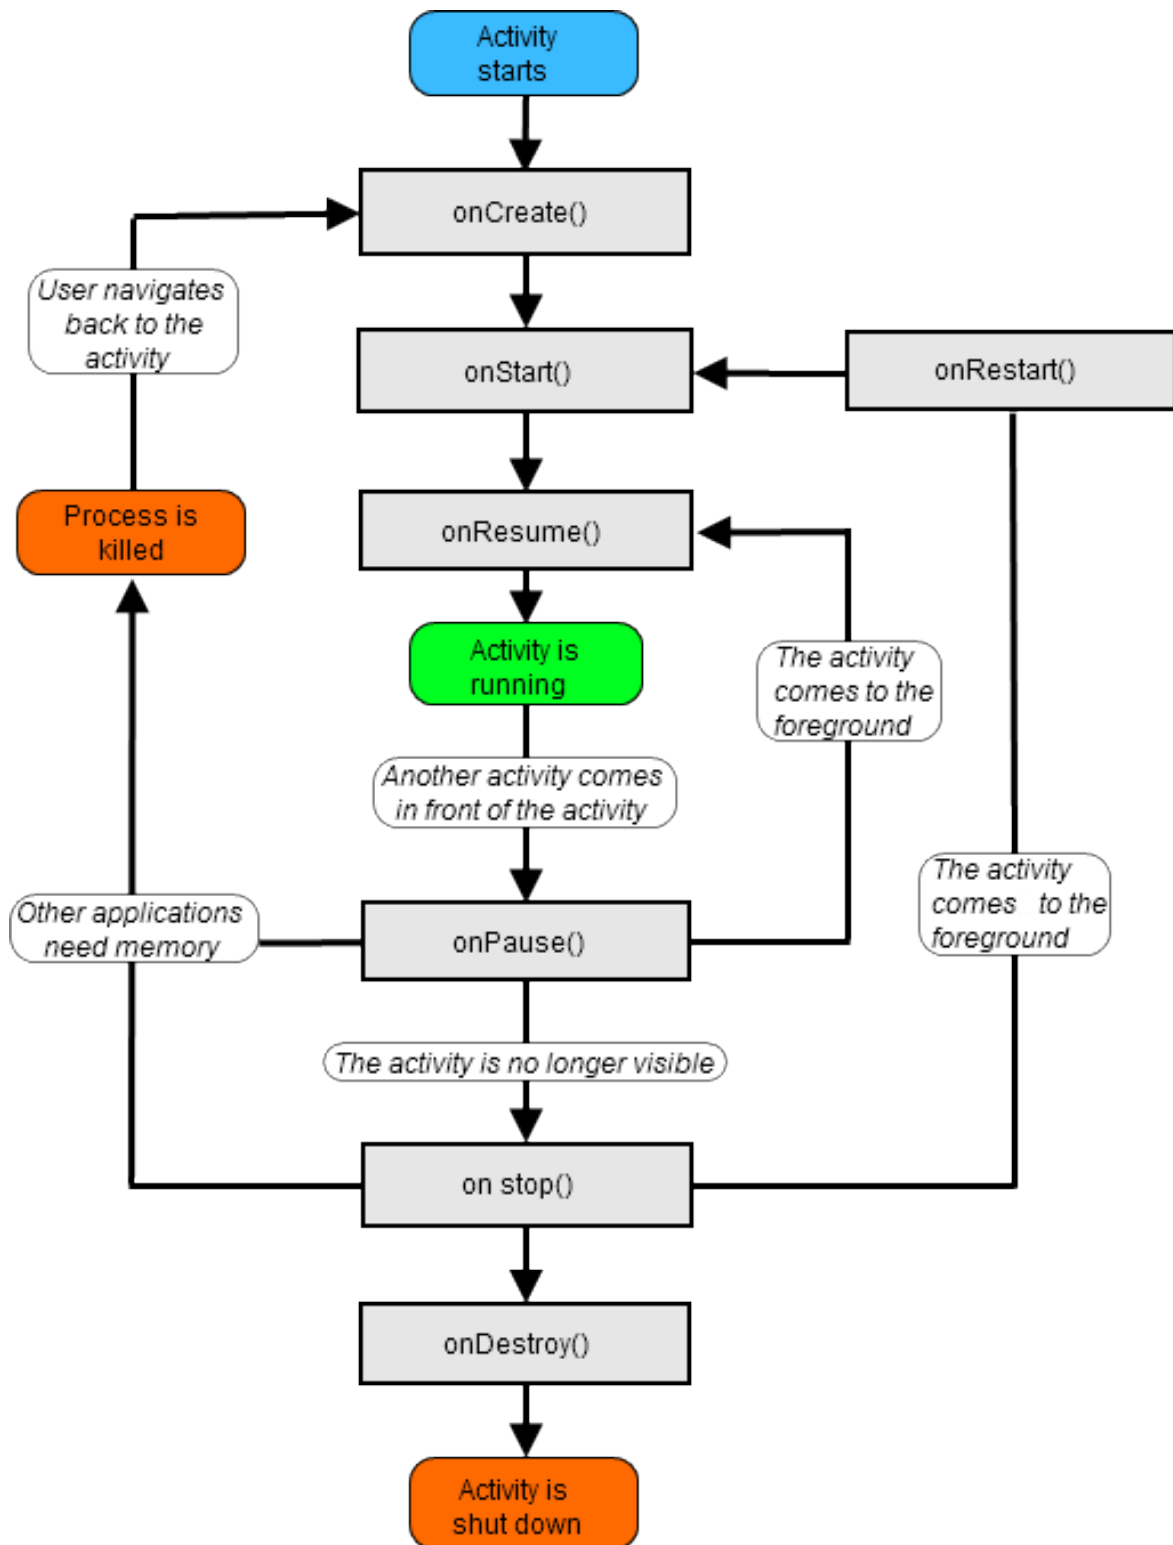 Activity
starts
onCreate()
User navigates
back to the
activity
onStart()
onRestart()
Process is
killed
onResume()
Activity is
running
The activity
comes to the
foreground
Another activity comes
in front of the activity
The activity
comes to the
foreground
Other applications
need memory
onPause()
The activity is no longer visible
on stop()
onDestroy()
Activity is
shut down